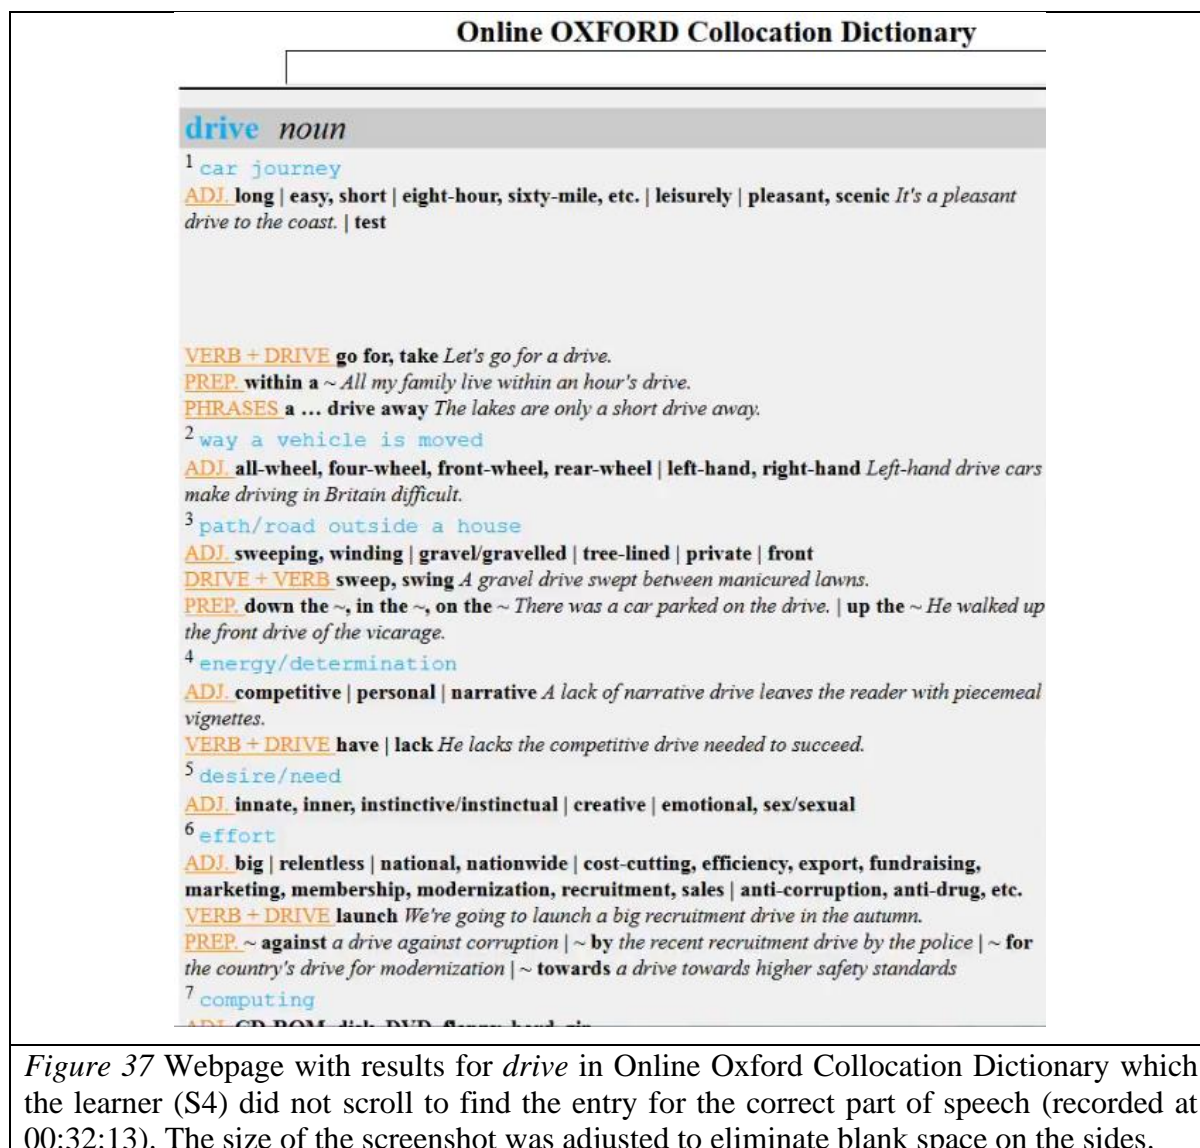 Online OXFORD Collocation Dictionary
drive noun
1 car journey
ADJ. long | easy, short | eight-hour, sixty-mile, etc. | leisurely | pleasant, scenic It's a pleasant
drive to the coast. | test
VERB + DRIVE go for, take Let's go for a drive.
PREP. within a ~ All my family live within an hour's drive.
PHRASES a ... drive away The lakes are only a short drive away.
2 way a vehicle is moved
ADJ. all-wheel, four-wheel, front-wheel, rear-wheel | left-hand, right-hand Left-hand drive cars
make driving in Britain difficult.
3 path/road outside a house
ADJ. sweeping, winding | gravel/gravelled | tree-lined | private | front
DRIVE + VERB sweep, swing A gravel drive swept between manicured lawns.
PREP. down the ~, in the ~, on the ~ There was a car parked on the drive. | up the ~ He walked up
the front drive of the vicarage.
4 energy/determination
ADJ. competitive | personal | narrative A lack of narrative drive leaves the reader with piecemeal
vignettes.
VERB + DRIVE have | lack He lacks the competitive drive needed to succeed.
5 desire/need
ADJ. innate, inner, instinctive/instinctual | creative | emotional, sex/sexual
6 effort
ADJ. big | relentless | national, nationwide | cost-cutting, efficiency, export, fundraising,
marketing, membership, modernization, recruitment, sales | anti-corruption, anti-drug, etc.
VERB + DRIVE launch We're going to launch a big recruitment drive in the autumn.
PREP. ~ against a drive against corruption | ~ by the recent recruitment drive by the police | ~ for
the country's drive for modernization | ~ towards a drive towards higher safety standards
7 computing
ADJ. CD-ROM, disk, DVD, floppy, hard, zip
Figure 37 Webpage with results for drive in Online Oxford Collocation Dictionary which
the learner (S4) did not scroll to find the entry for the correct part of speech (recorded at
00:32:13). The size of the screenshot was adjusted to eliminate blank space on the sides.